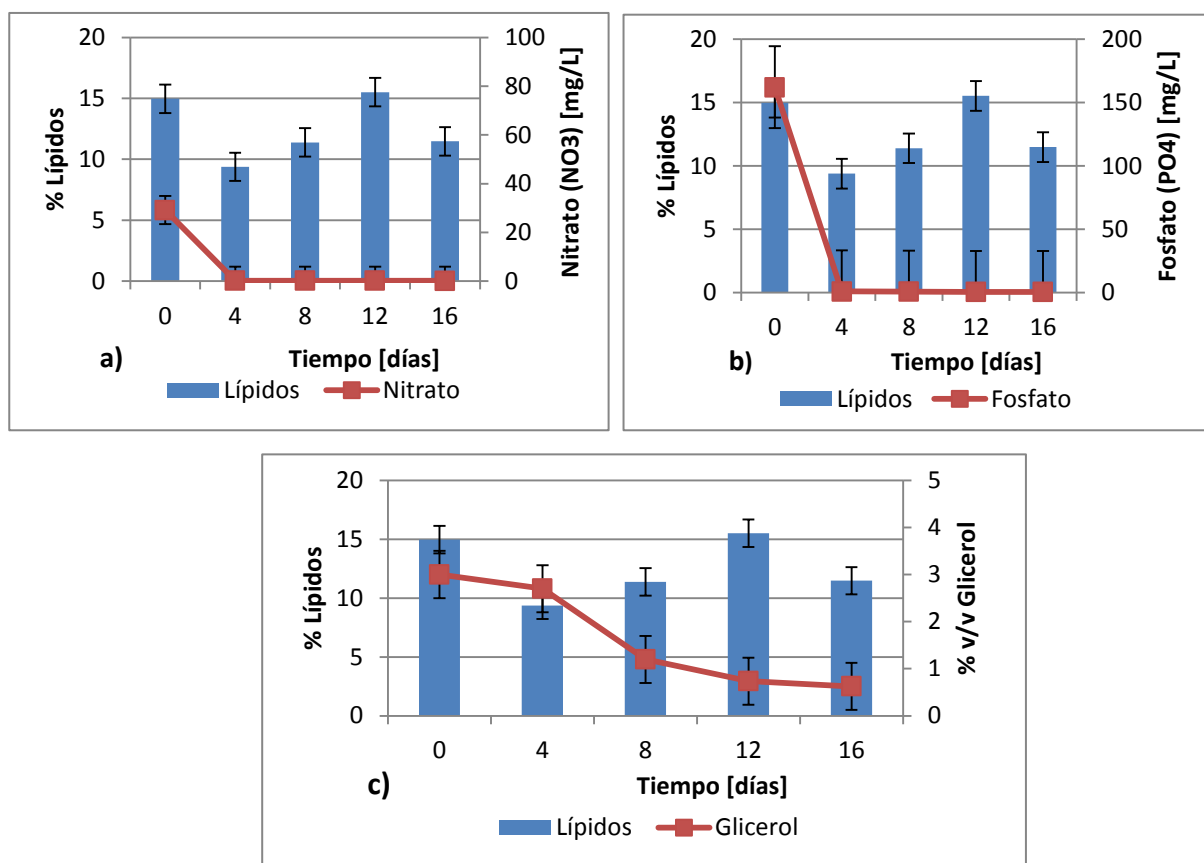 20 100
15 80
10 60
5 40
0 20
0
% Lípidos
Nitrato (NO3) [mg/L]
0 4 8 12 16
a) Tiempo [días]
Lípidos Nitrato
20 200
15 150
10 100
5 50
0 0
% Lípidos
Fosfato (PO4) [mg/L]
0 4 8 12 16
b) Tiempo [días]
Lípidos Fosfato
20 5
15 4
10 3
5 2
0 1
0
% Lípidos
% v/v Glicerol
0 4 8 12 16
c) Tiempo [días]
Lípidos Glicerol